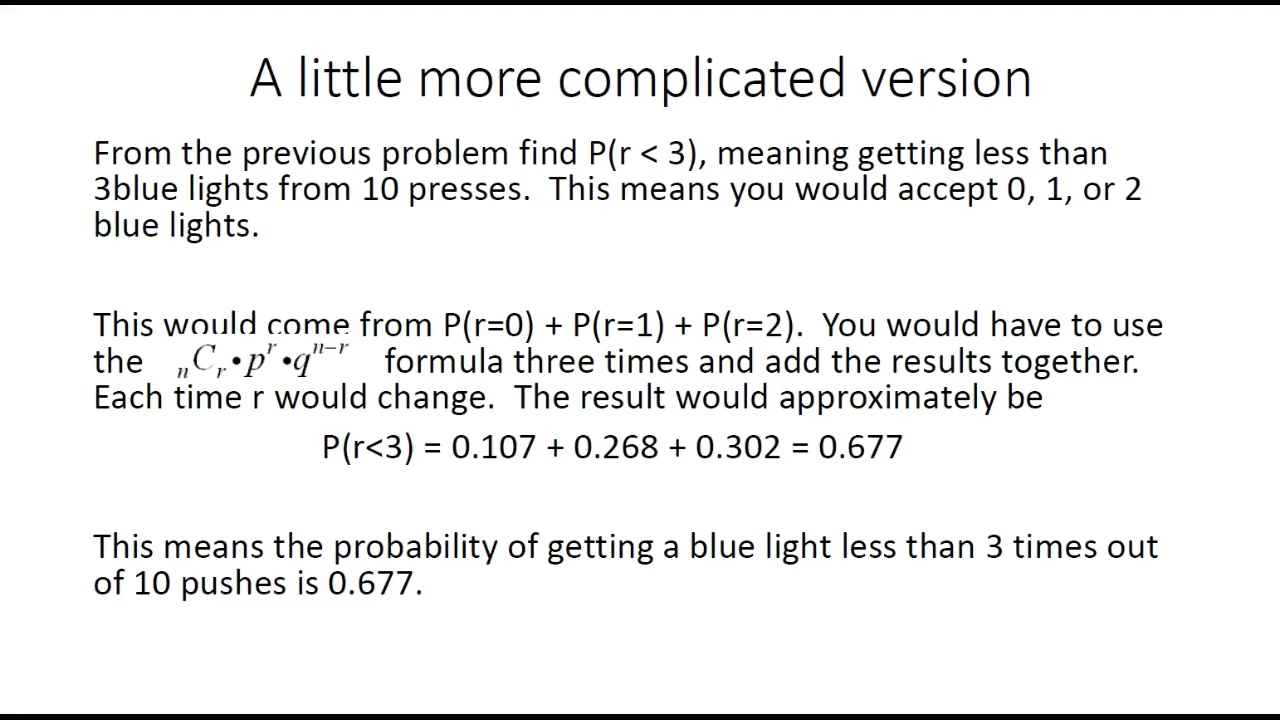 A little more complicated version
From the previous problem find P(r < 3), meaning getting less than
3blue lights from 10 presses.  This means you would accept 0, 1, or 2
blue lights.
This would come from P(r=0) + P(r=1) + P(r=2).  You would have to use
the ₙCᵣ•pʳ•qⁿ⁻ʳ formula three times and add the results together.
Each time r would change.  The result would approximately be
P(r<3) = 0.107 + 0.268 + 0.302 = 0.677
This means the probability of getting a blue light less than 3 times out
of 10 pushes is 0.677.